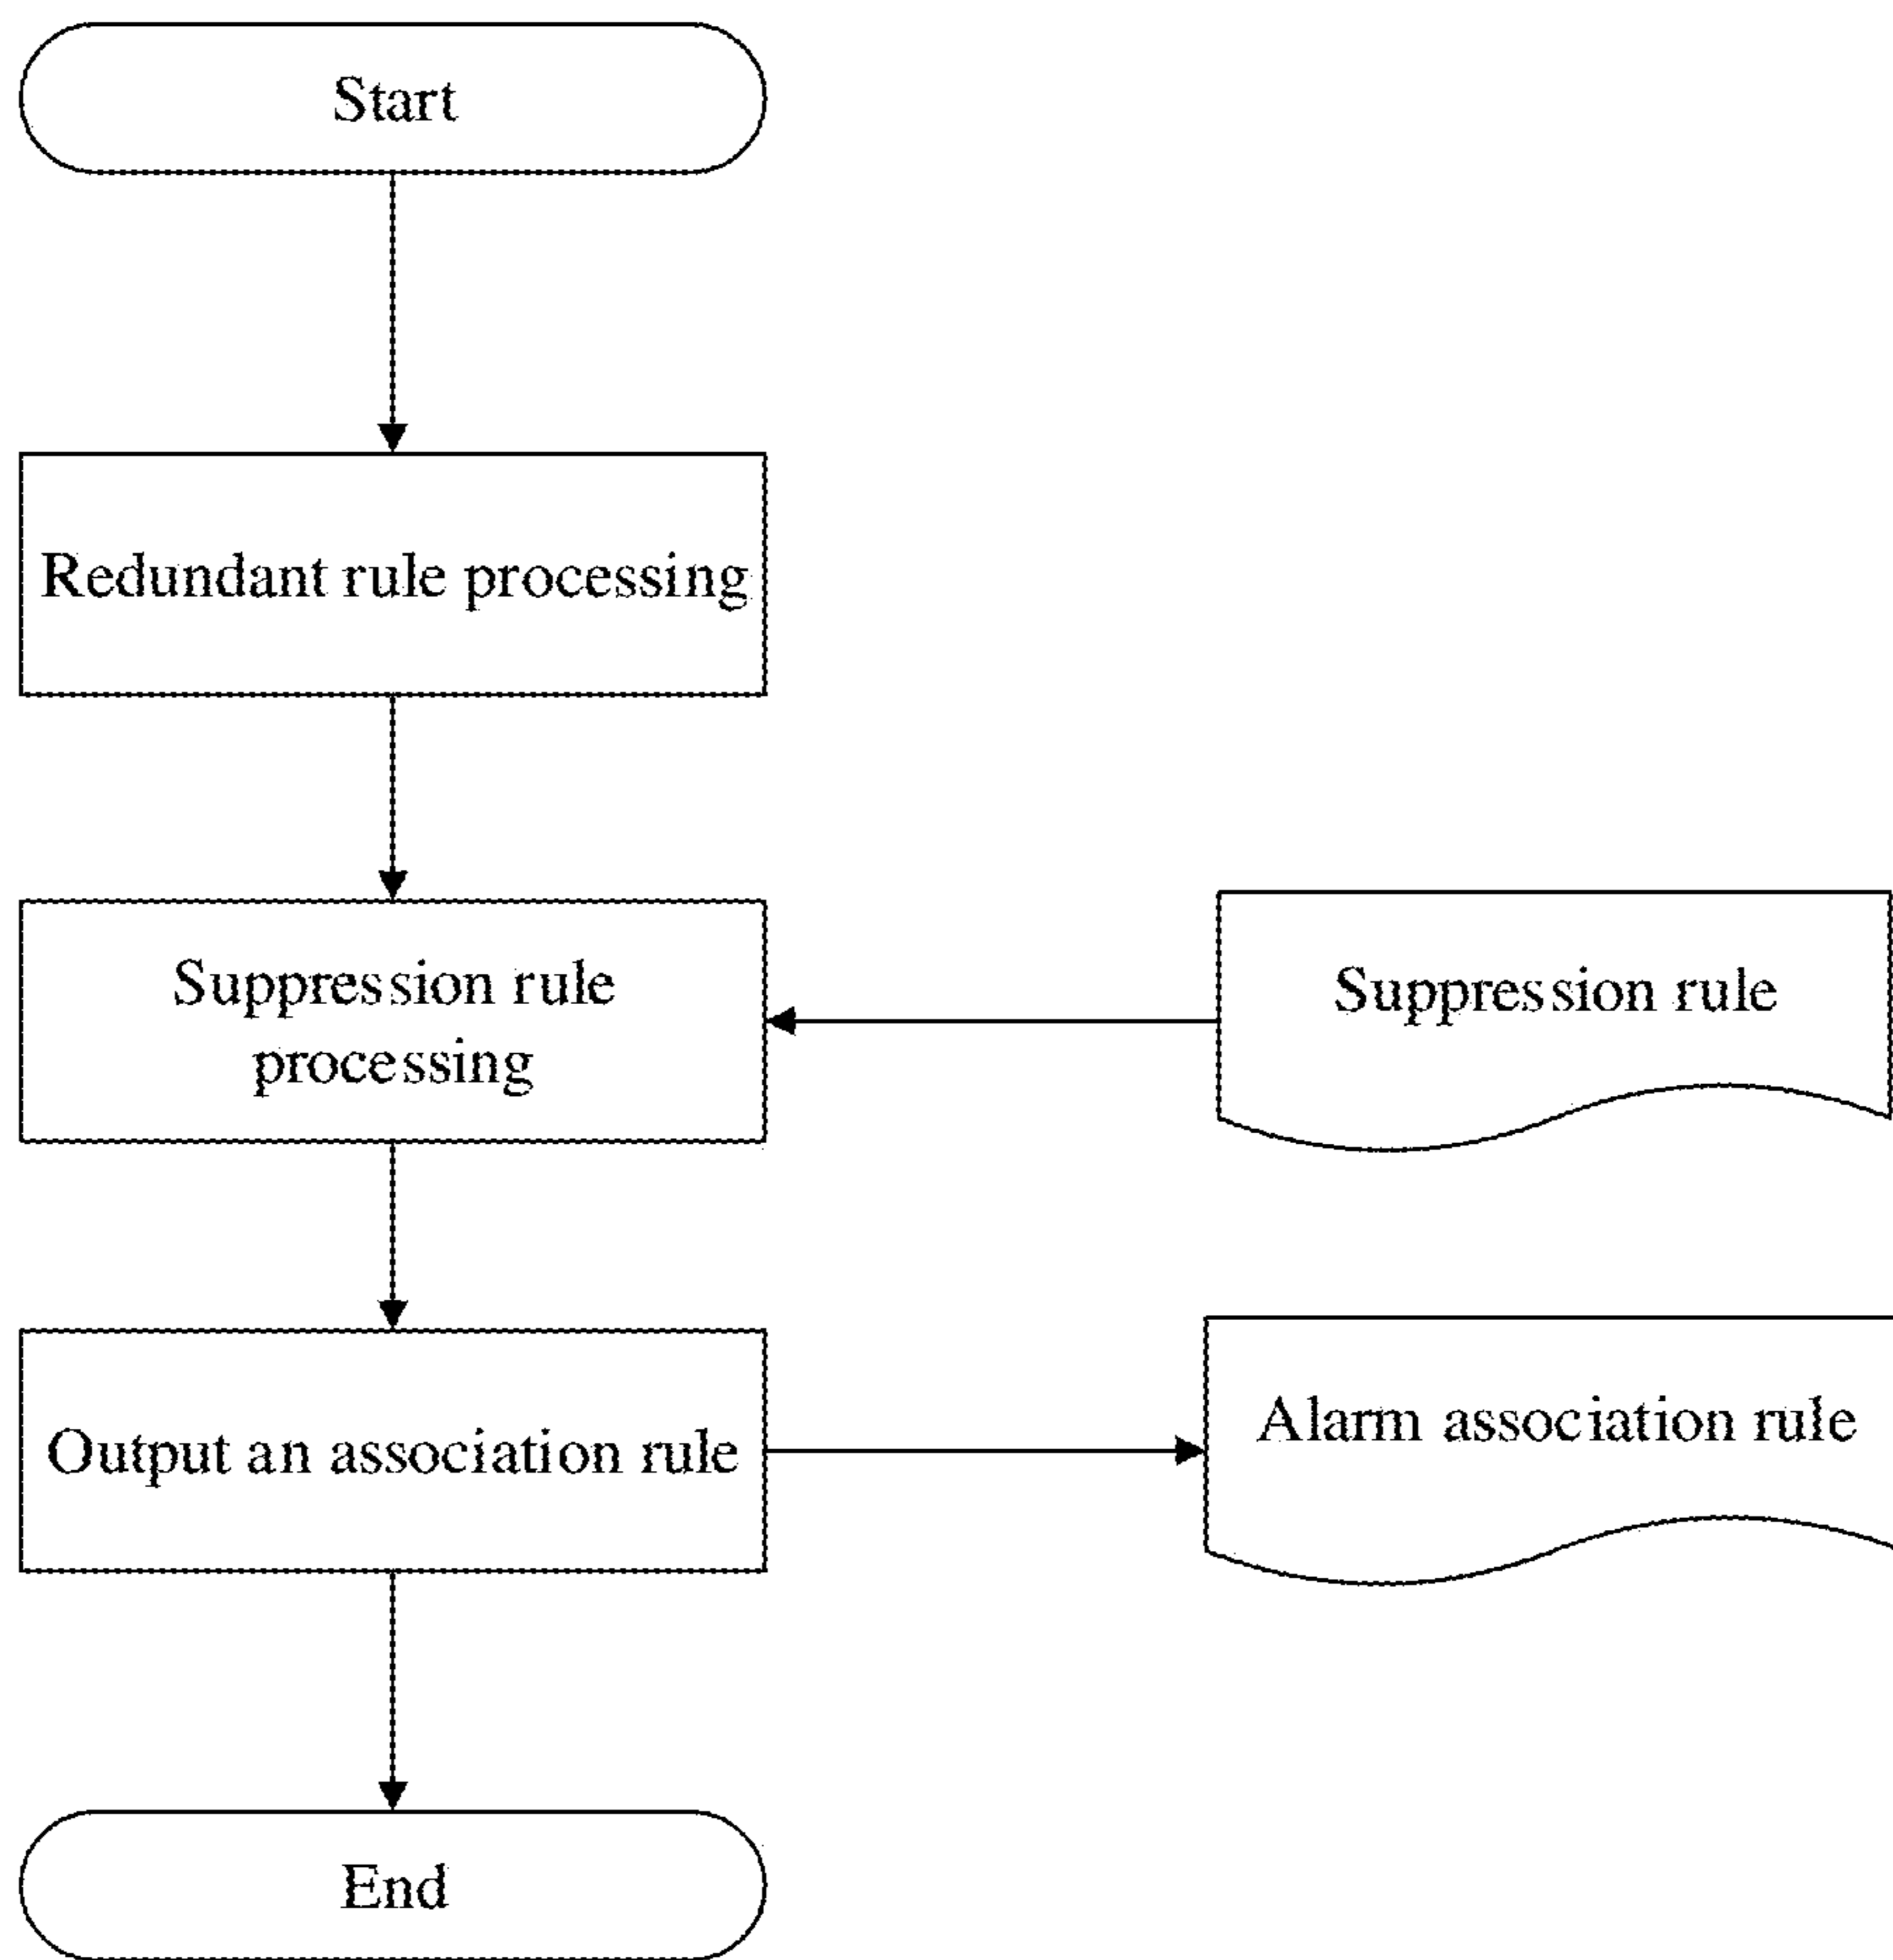 Start
Redundant rule processing
Suppression rule
processing
Suppression rule
Output an association rule
Alarm association rule
End